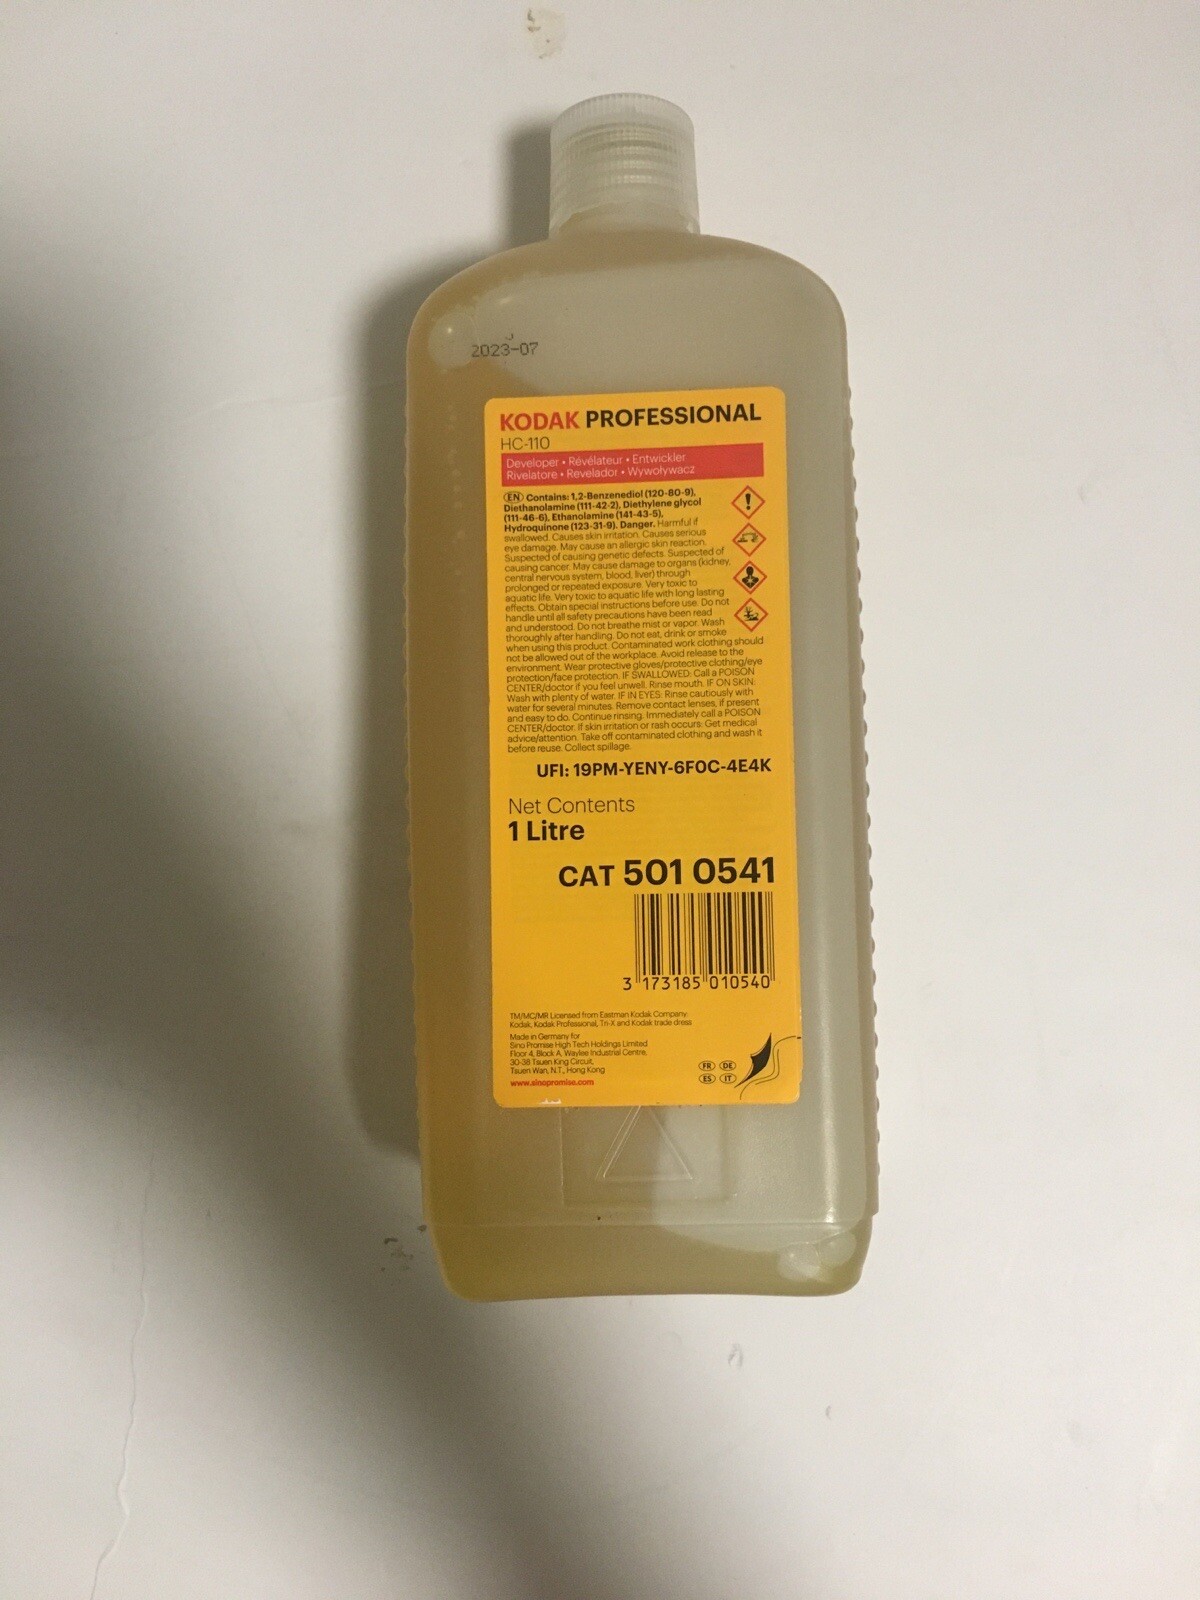 2023-07
KODAK PROFESSIONAL
HC-110
Developer • Révélateur • Entwickler
Rivelatore • Revelador • Wywoływacz
EN Contains: 1,2-Benzenediol (120-80-9),
Diethanolamine (111-42-2), Diethylene glycol
(111-46-6), Ethanolamine (141-43-5),
Hydroquinone (123-31-9). Danger. Harmful if
swallowed. Causes skin irritation. Causes serious
eye damage. May cause an allergic skin reaction.
Suspected of causing genetic defects. Suspected of
causing cancer. May cause damage to organs (kidney,
central nervous system, blood, liver) through
prolonged or repeated exposure. Very toxic to
aquatic life. Very toxic to aquatic life with long lasting
effects. Obtain special instructions before use. Do not
handle until all safety precautions have been read
and understood. Do not breathe mist or vapor. Wash
thoroughly after handling. Do not eat, drink or smoke
when using this product. Contaminated work clothing should
not be allowed out of the workplace. Avoid release to the
environment. Wear protective gloves/protective clothing/eye
protection/face protection. IF SWALLOWED: Call a POISON
CENTER/doctor if you feel unwell. Rinse mouth. IF ON SKIN:
Wash with plenty of water. IF IN EYES: Rinse cautiously with
water for several minutes. Remove contact lenses, if present
and easy to do. Continue rinsing. Immediately call a POISON
CENTER/doctor. If skin irritation or rash occurs: Get medical
advice/attention. Take off contaminated clothing and wash it
before reuse. Collect spillage.
UFI: 19PM-YENY-6F0C-4E4K
Net Contents
1 Litre
CAT 501 0541
3 173185 010540
TM/MC/MR Licensed from Eastman Kodak Company:
Kodak, Kodak Professional, Tri-X and Kodak trade dress
Made in Germany for
Sino Promise High Tech Holdings Limited
Floor 4, Block A, Waylee Industrial Centre,
30-38 Tsuen King Circuit,
Tsuen Wan, N.T., Hong Kong
www.sinopromise.com
FR DE
ES IT